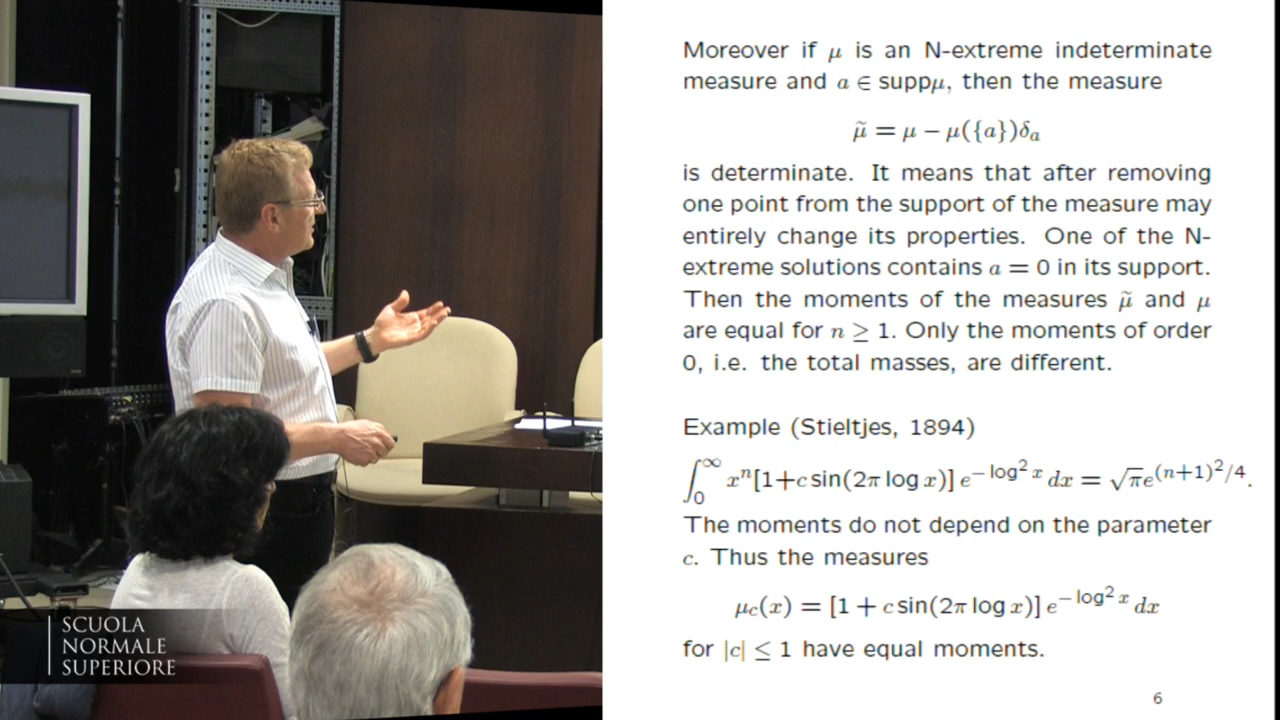 Moreover if μ is an N-extreme indeterminate
measure and a ∈ suppμ, then the measure
μ̃ = μ − μ({a})δₐ
is determinate. It means that after removing
one point from the support of the measure may
entirely change its properties. One of the N-
extreme solutions contains a = 0 in its support.
Then the moments of the measures μ̃ and μ
are equal for n ≥ 1. Only the moments of order
0, i.e. the total masses, are different.
Example (Stieltjes, 1894)
∫₀^∞ xⁿ[1+c sin(2π log x)] e^{−log² x} dx = √π e^{(n+1)²/4}.
The moments do not depend on the parameter
c. Thus the measures
μc(x) = [1 + c sin(2π log x)] e^{−log² x} dx
for |c| ≤ 1 have equal moments.
6
SCUOLA
NORMALE
SUPERIORE